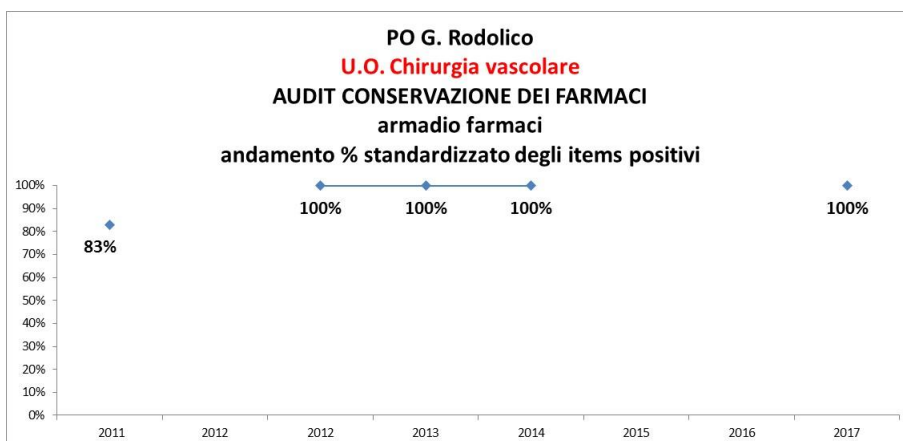 PO G. Rodolico
U.O. Chirurgia vascolare
AUDIT CONSERVAZIONE DEI FARMACI
armadio farmaci
andamento % standardizzato degli items positivi
100%
90%
80%
70%
60%
50%
40%
30%
20%
10%
0%
83%
100%
100%
100%
100%
2011 2012 2012 2013 2014 2015 2016 2017